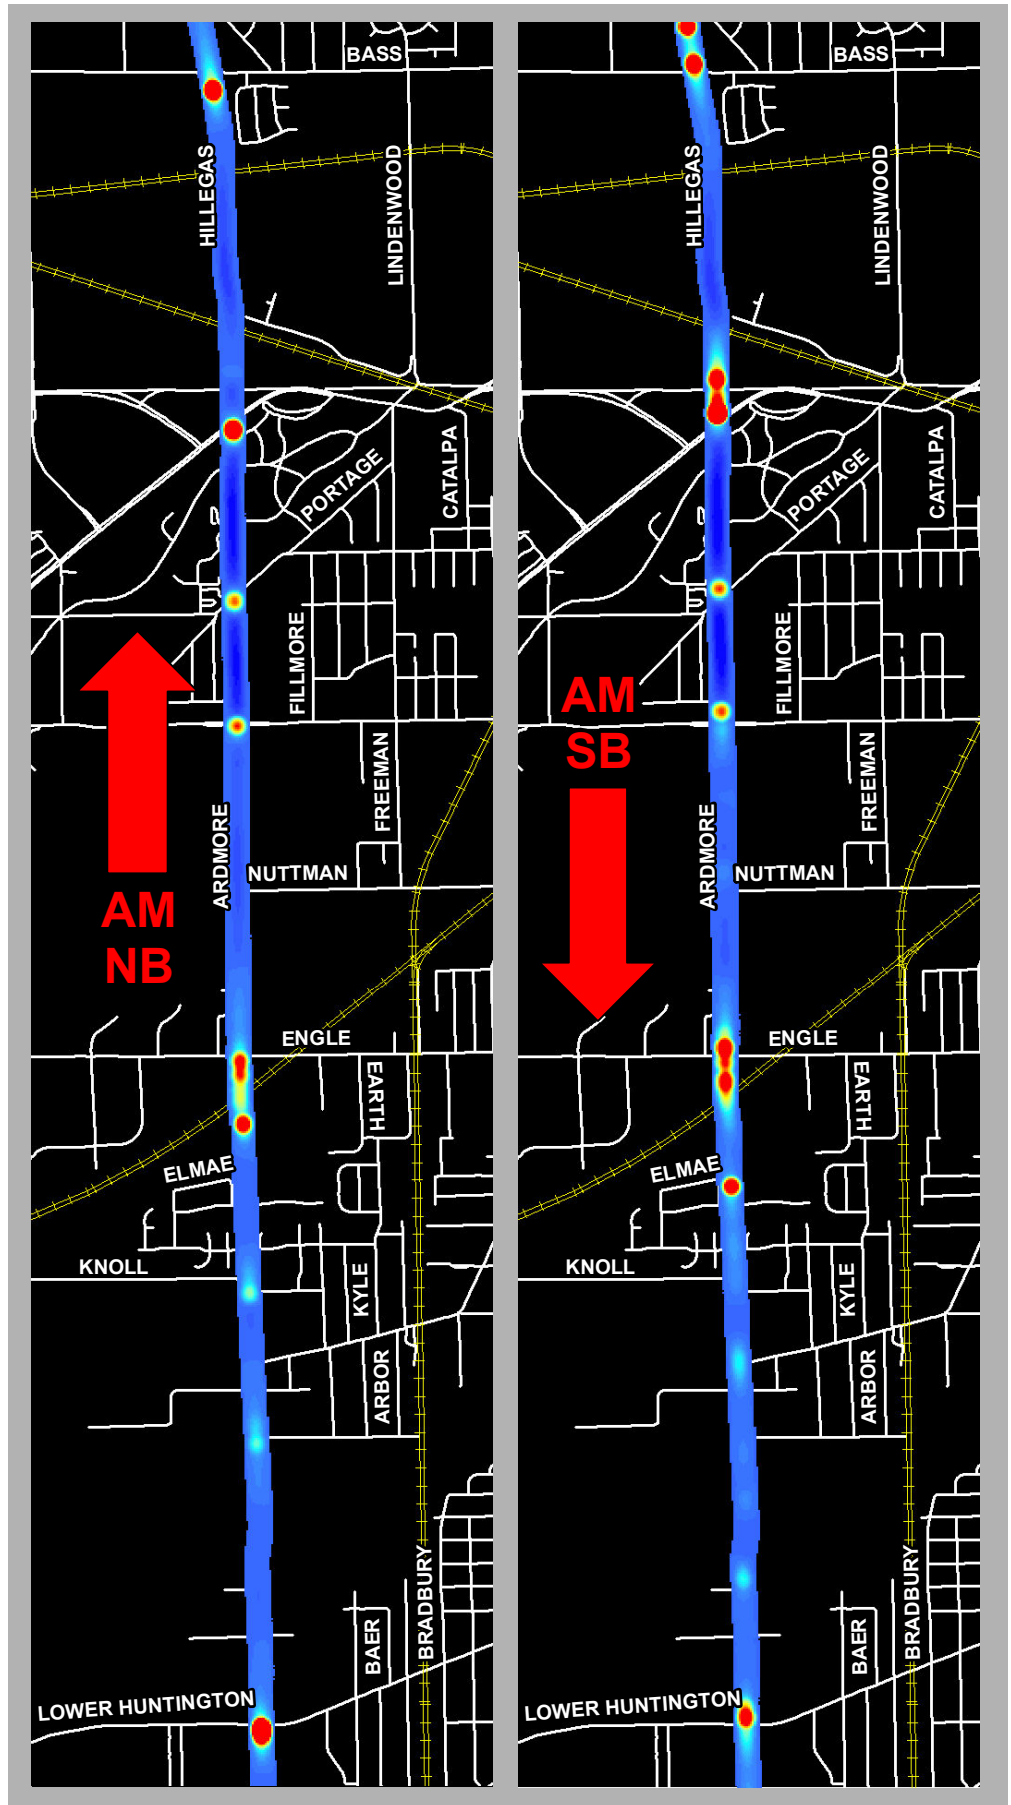 BASS
HILLEGAS
LINDENWOOD
PORTAGE
CATALPA
FILLMORE
FREEMAN
ARDMORE
NUTTMAN
AM
NB
ENGLE
EARTH
ELMAE
KNOLL
KYLE
ARBOR
BRADBURY
BAER
LOWER HUNTINGTON
BASS
HILLEGAS
LINDENWOOD
PORTAGE
CATALPA
FILLMORE
AM
SB
FREEMAN
ARDMORE
NUTTMAN
ENGLE
EARTH
ELMAE
KNOLL
KYLE
ARBOR
BRADBURY
BAER
LOWER HUNTINGTON